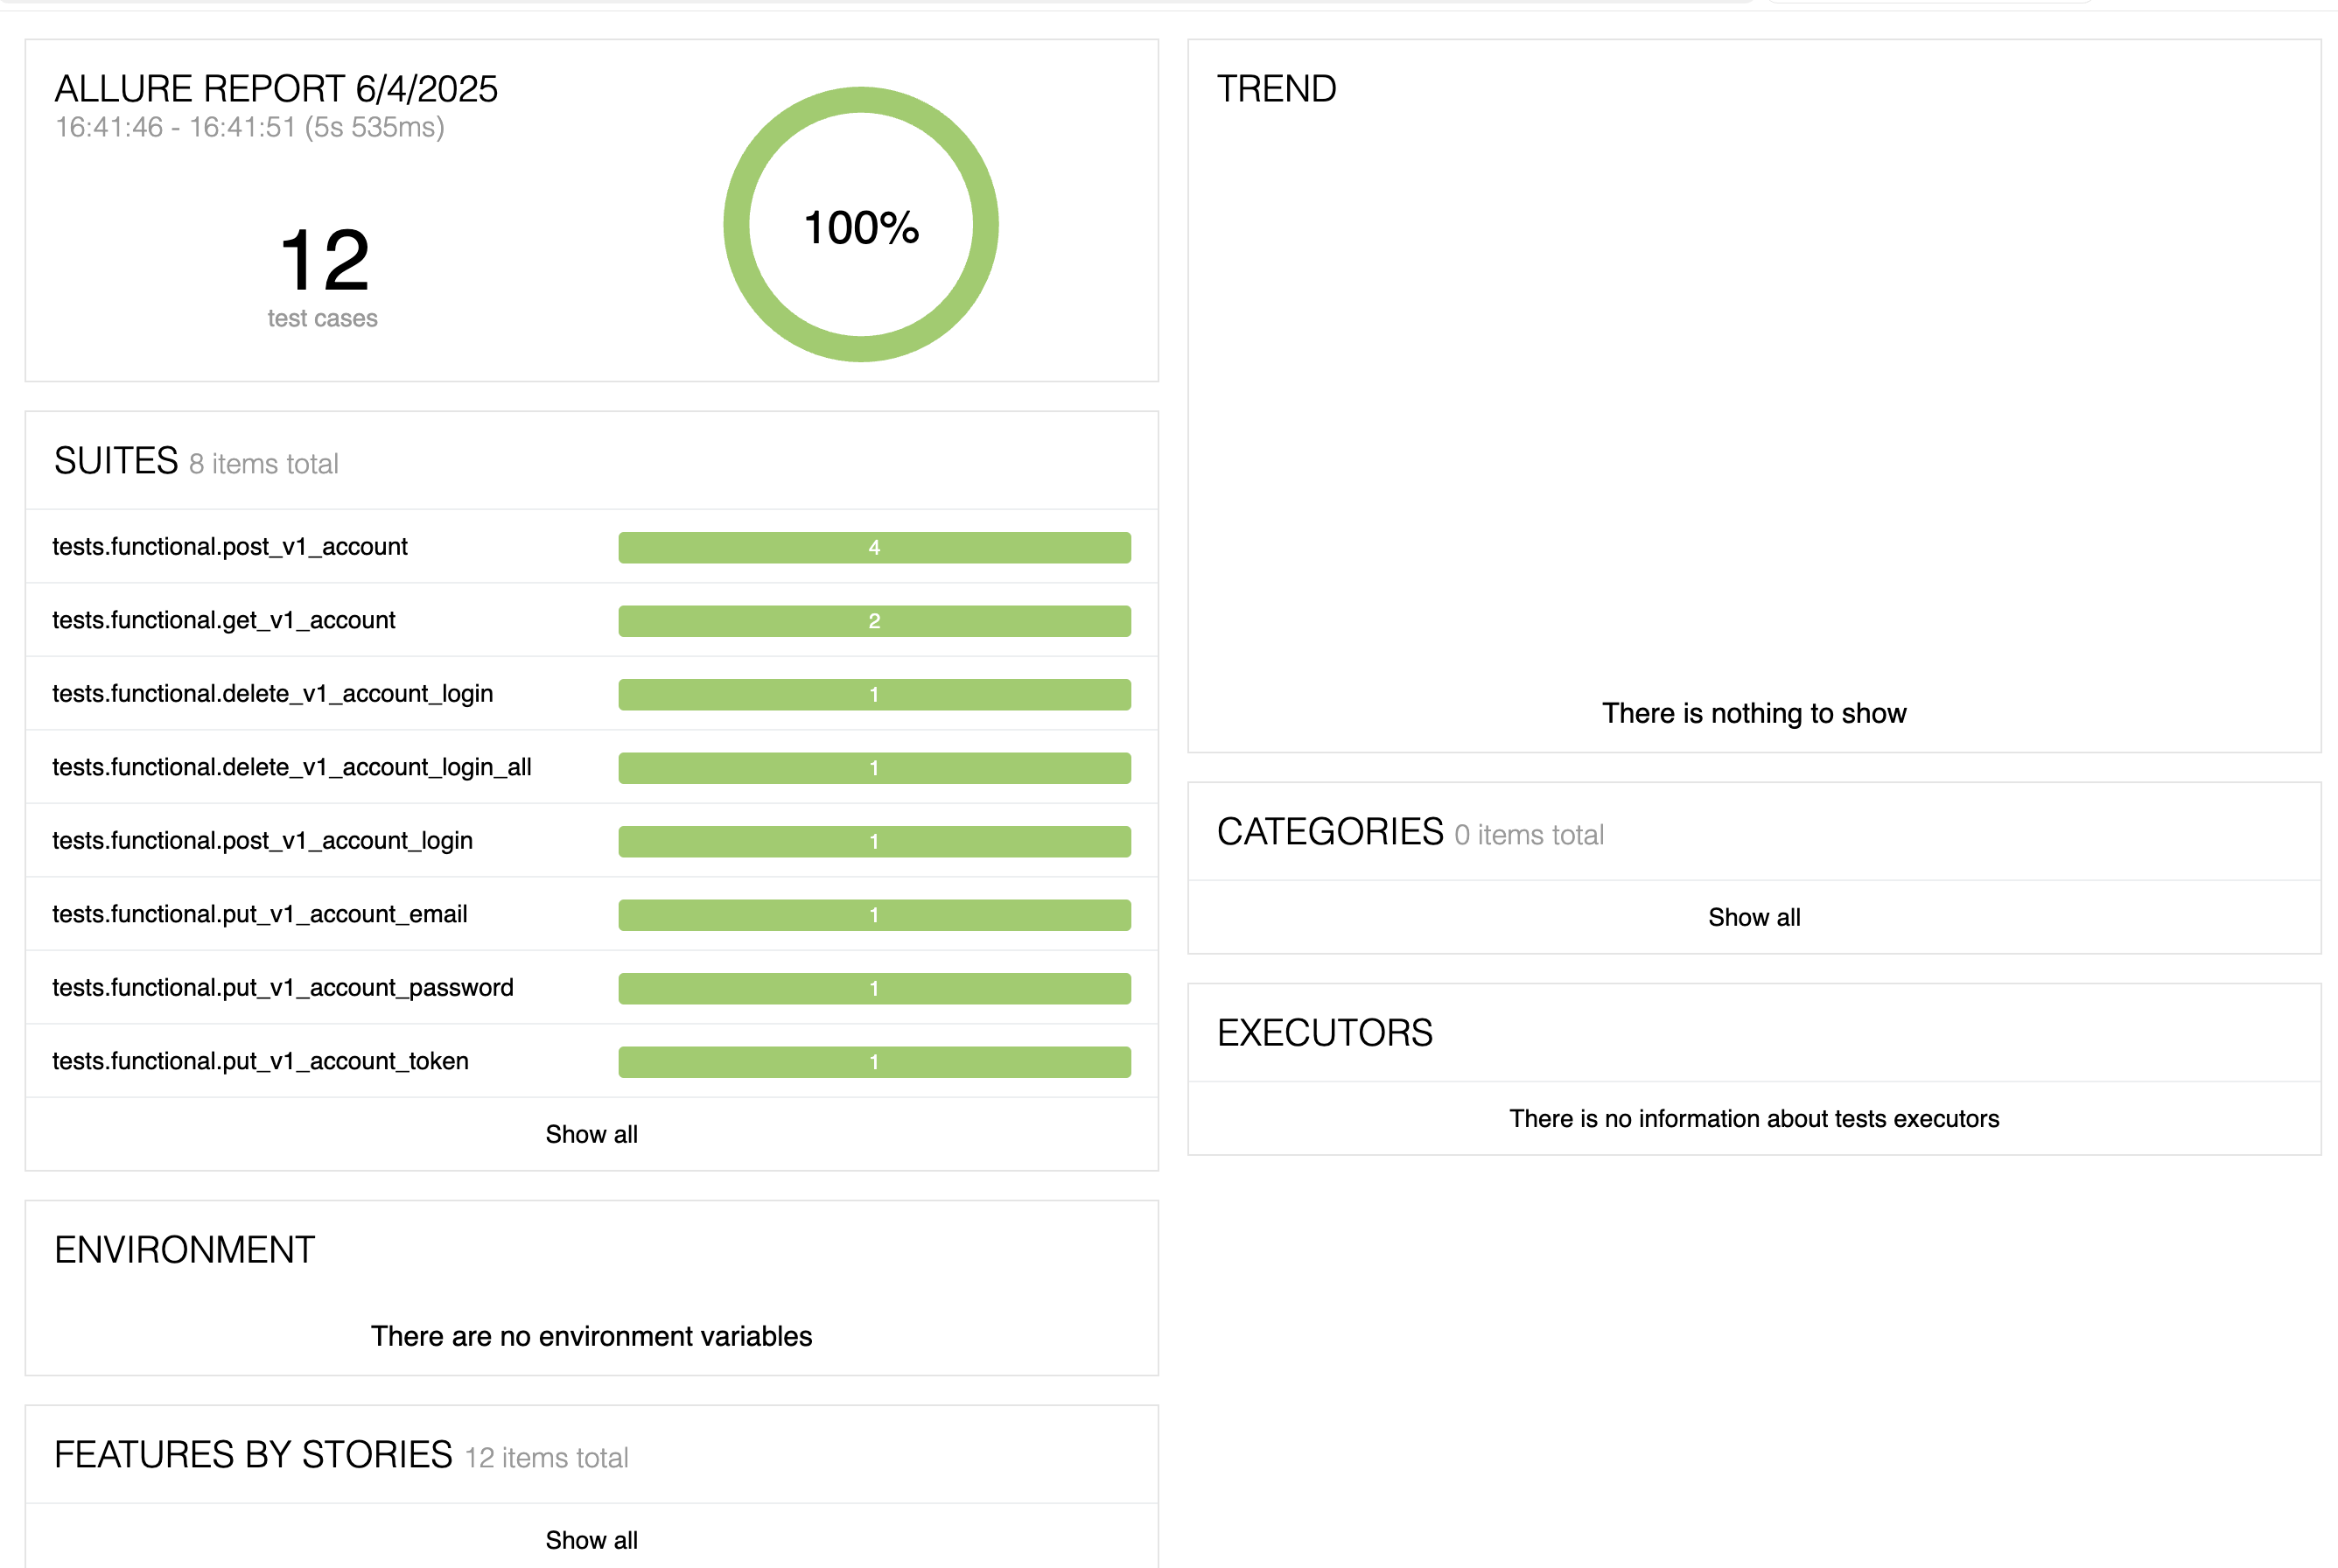 ALLURE REPORT 6/4/2025
16:41:46 - 16:41:51 (5s 535ms)
12
test cases
100%
SUITES 8 items total
tests.functional.post_v1_account 4
tests.functional.get_v1_account 2
tests.functional.delete_v1_account_login 1
tests.functional.delete_v1_account_login_all 1
tests.functional.post_v1_account_login 1
tests.functional.put_v1_account_email 1
tests.functional.put_v1_account_password 1
tests.functional.put_v1_account_token 1
Show all
ENVIRONMENT
There are no environment variables
FEATURES BY STORIES 12 items total
Show all
TREND
There is nothing to show
CATEGORIES 0 items total
Show all
EXECUTORS
There is no information about tests executors